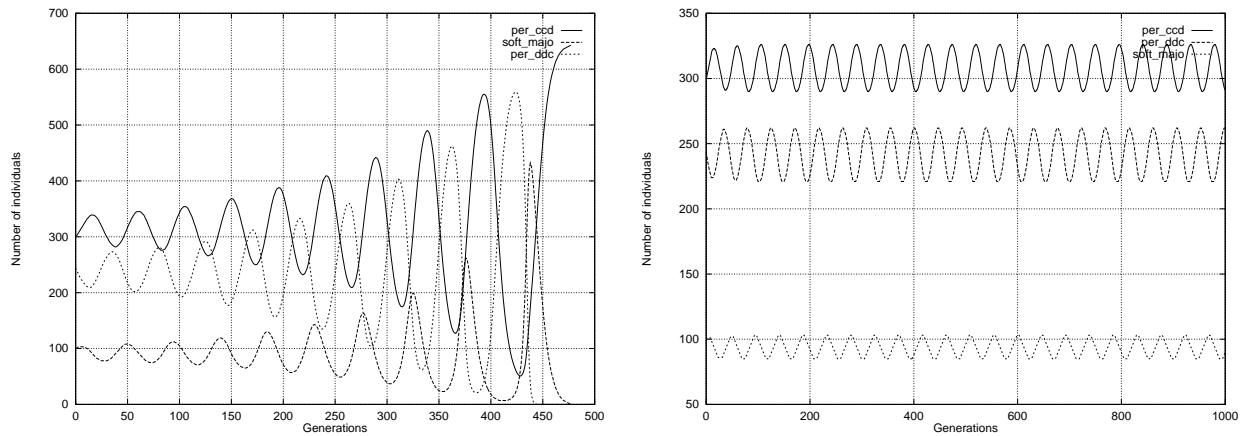 700
600
500
400
300
200
100
0
0 50 100 150 200 250 300 350 400 450 500
Number of individuals
Generations
per_ccd
soft_majo
per_ddc
350
300
250
200
150
100
50
0 200 400 600 800 1000
Number of individuals
Generations
per_ccd
per_ddc
soft_majo